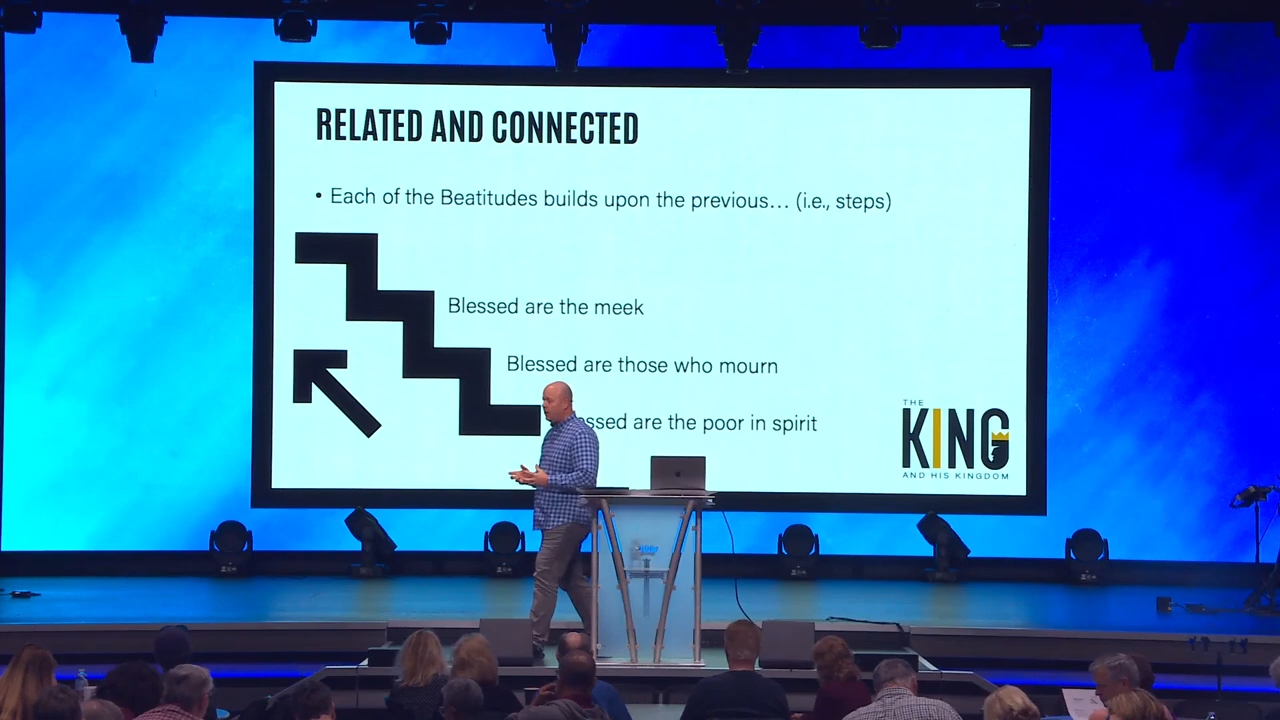 RELATED AND CONNECTED
• Each of the Beatitudes builds upon the previous... (i.e., steps)
Blessed are the meek
Blessed are those who mourn
essed are the poor in spirit
THE
KING
AND HIS KINGDOM